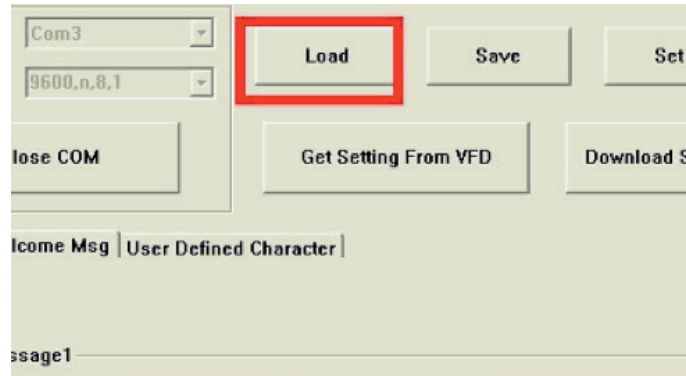 Com3
Load
Save
Set
9600,n,8,1
lose COM
Get Setting From VFD
Download S
lcome Msg
User Defined Character
ssage1